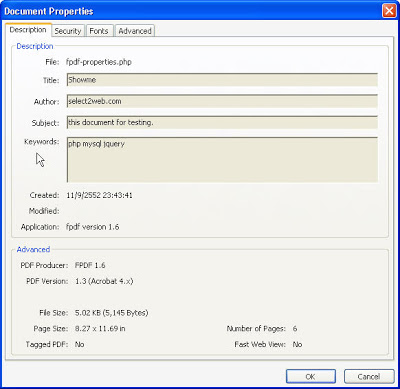 Document Properties
Description Security Fonts Advanced
Description
File: fpdf-properties.php
Title: Showme
Author: select2web.com
Subject: this document for testing.
Keywords: php mysql jquery
Created: 11/9/2552 23:43:41
Modified:
Application: fpdf version 1.6
Advanced
PDF Producer: FPDF 1.6
PDF Version: 1.3 (Acrobat 4.x)
File Size: 5.02 KB (5,145 Bytes)
Page Size: 8.27 x 11.69 in Number of Pages: 6
Tagged PDF: No Fast Web View: No
OK Cancel